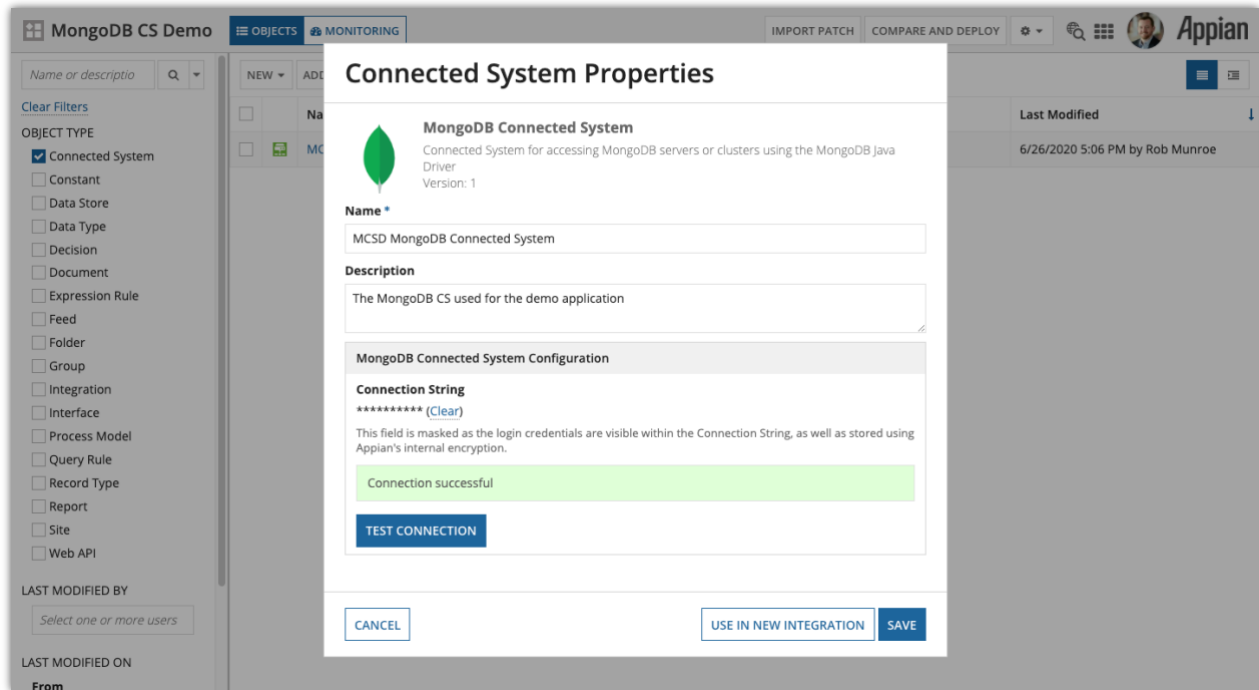 MongoDB CS Demo
OBJECTS
MONITORING
IMPORT PATCH
COMPARE AND DEPLOY
Appian
Name or descriptio
Clear Filters
OBJECT TYPE
Connected System
Constant
Data Store
Data Type
Decision
Document
Expression Rule
Feed
Folder
Group
Integration
Interface
Process Model
Query Rule
Record Type
Report
Site
Web API
LAST MODIFIED BY
Select one or more users
LAST MODIFIED ON
From
NEW
ADD
Na
MC
Last Modified
6/26/2020 5:06 PM by Rob Munroe
Connected System Properties
MongoDB Connected System
Connected System for accessing MongoDB servers or clusters using the MongoDB Java
Driver
Version: 1
Name *
MCSD MongoDB Connected System
Description
The MongoDB CS used for the demo application
MongoDB Connected System Configuration
Connection String
********** (Clear)
This field is masked as the login credentials are visible within the Connection String, as well as stored using
Appian's internal encryption.
Connection successful
TEST CONNECTION
CANCEL
USE IN NEW INTEGRATION
SAVE